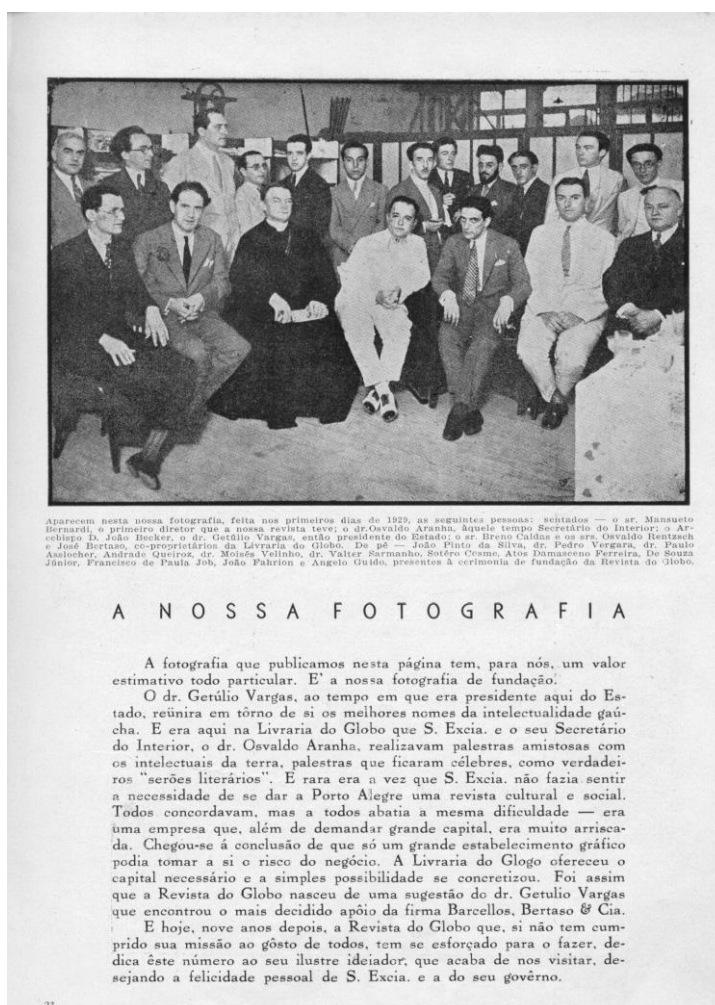 Aparecem nesta nossa fotografia, feita nos primeiros dias de 1929, as seguintes pessoas: sentados — o sr. Mansueto
Bernardi, o primeiro diretor que a nossa revista teve; o dr.Osvaldo Aranha, àquele tempo Secretário do Interior; o Ar-
cebispo D. João Becker, o dr. Getúlio Vargas, então presidente do Estado; o sr. Breno Caldas e os srs. Osvaldo Rentzsch
e José Bertaso, co-proprietários da Livraria do Globo. De pé — João Pinto da Silva, dr. Pedro Vergara, dr. Paulo
Asslocher, Andrade Queiroz, dr. Moisés Velinho, dr. Valter Sarmanho, Sotéro Cosme, Atos Damasceno Ferreira, De Souza
Júnior, Francisco de Paula Job, João Fahrion e Angelo Guido, presentes à cerimonia de fundação da Revista do Globo.
A NOSSA FOTOGRAFIA
A fotografia que publicamos nesta página tem, para nós, um valor
estimativo todo particular. E' a nossa fotografia de fundação.
O dr. Getúlio Vargas, ao tempo em que era presidente aqui do Es-
tado, reünira em tôrno de si os melhores nomes da intelectualidade gaú-
cha. E era aqui na Livraria do Globo que S. Excia. e o seu Secretário
do Interior, o dr. Osvaldo Aranha, realizavam palestras amistosas com
os intelectuais da terra, palestras que ficaram célebres, como verdadei-
ros "serões literários". E rara era a vez que S. Excia. não fazia sentir
a necessidade de se dar a Porto Alegre uma revista cultural e social.
Todos concordavam, mas a todos abatia a mesma dificuldade — era
uma empresa que, além de demandar grande capital, era muito arrisca-
da. Chegou-se á conclusão de que só um grande estabelecimento gráfico
podia tomar a si o risco do negócio. A Livraria do Glogo ofereceu o
capital necessário e a simples possibilidade se concretizou. Foi assim
que a Revista do Globo nasceu de uma sugestão do dr. Getulio Vargas
que encontrou o mais decidido apôio da firma Barcellos, Bertaso & Cia.
E hoje, nove anos depois, a Revista do Globo que, si não tem cum-
prido sua missão ao gôsto de todos, tem se esforçado para o fazer, de-
dica êste número ao seu ilustre ideiador, que acaba de nos visitar, de-
sejando a felicidade pessoal de S. Excia. e a do seu govêrno.